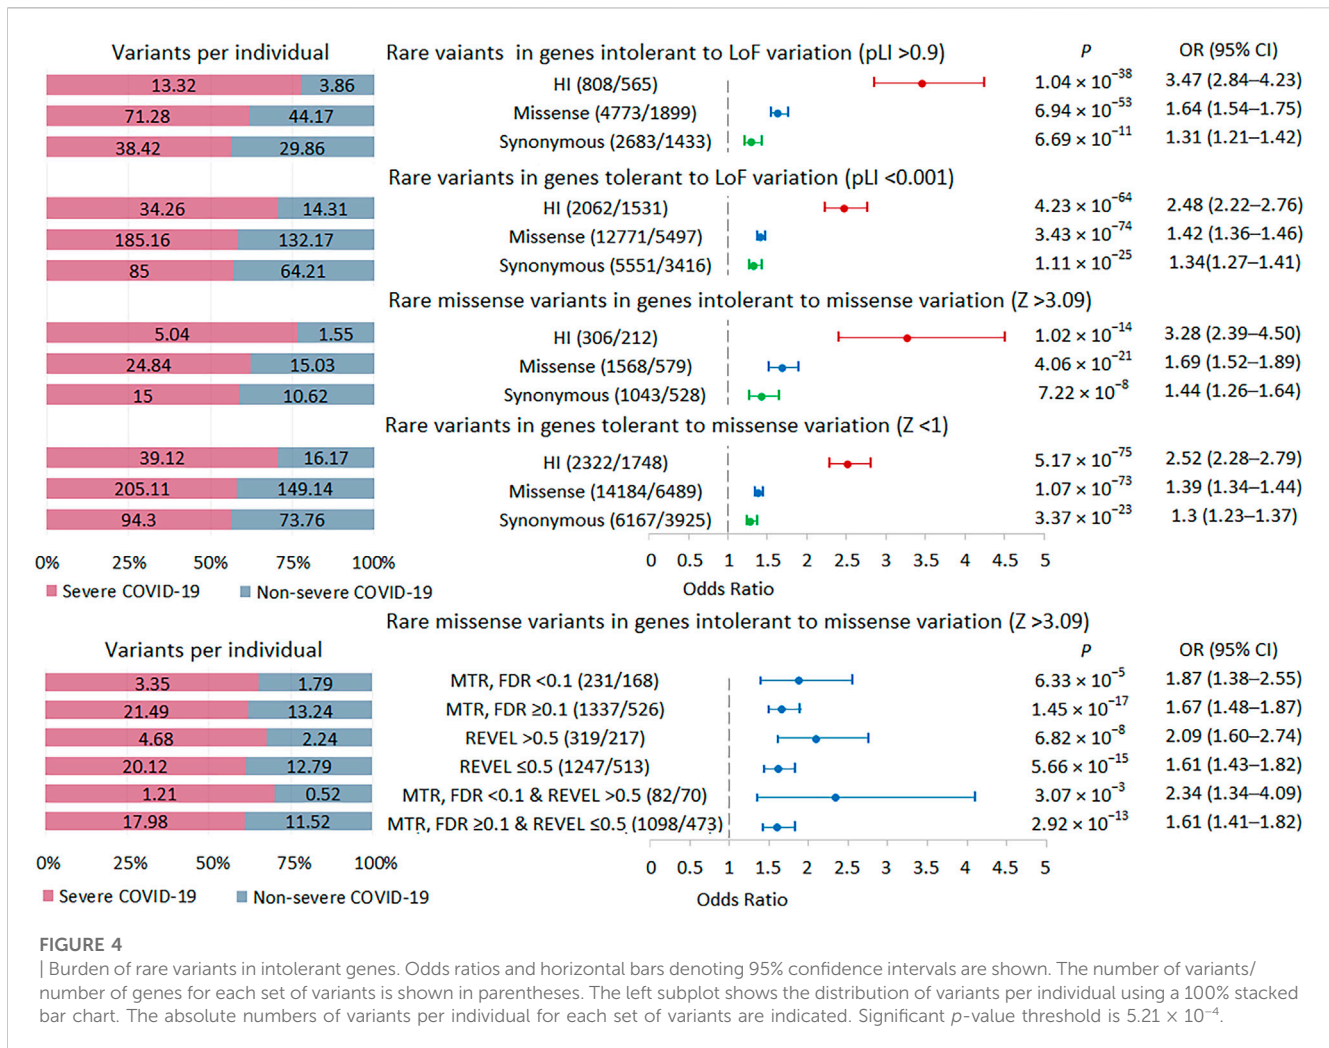 Variants per individual
Rare vaiants in genes intolerant to LoF variation (pLI >0.9)
P
OR (95% CI)
13.32 3.86 HI (808/565) 1.04 × 10⁻³⁸ 3.47 (2.84–4.23)
71.28 44.17 Missense (4773/1899) 6.94 × 10⁻⁵³ 1.64 (1.54–1.75)
38.42 29.86 Synonymous (2683/1433) 6.69 × 10⁻¹¹ 1.31 (1.21–1.42)
Rare variants in genes tolerant to LoF variation (pLI <0.001)
34.26 14.31 HI (2062/1531) 4.23 × 10⁻⁶⁴ 2.48 (2.22–2.76)
185.16 132.17 Missense (12771/5497) 3.43 × 10⁻⁷⁴ 1.42 (1.36–1.46)
85 64.21 Synonymous (5551/3416) 1.11 × 10⁻²⁵ 1.34(1.27–1.41)
Rare missense variants in genes intolerant to missense variation (Z >3.09)
5.04 1.55 HI (306/212) 1.02 × 10⁻¹⁴ 3.28 (2.39–4.50)
24.84 15.03 Missense (1568/579) 4.06 × 10⁻²¹ 1.69 (1.52–1.89)
15 10.62 Synonymous (1043/528) 7.22 × 10⁻⁸ 1.44 (1.26–1.64)
Rare variants in genes tolerant to missense variation (Z <1)
39.12 16.17 HI (2322/1748) 5.17 × 10⁻⁷⁵ 2.52 (2.28–2.79)
205.11 149.14 Missense (14184/6489) 1.07 × 10⁻⁷³ 1.39 (1.34–1.44)
94.3 73.76 Synonymous (6167/3925) 3.37 × 10⁻²³ 1.3 (1.23–1.37)
0% 25% 50% 75% 100% 0 0.5 1 1.5 2 2.5 3 3.5 4 4.5 5
Severe COVID-19 Non-severe COVID-19 Odds Ratio
Rare missense variants in genes intolerant to missense variation (Z >3.09)
Variants per individual P OR (95% CI)
3.35 1.79 MTR, FDR <0.1 (231/168) 6.33 × 10⁻⁵ 1.87 (1.38–2.55)
21.49 13.24 MTR, FDR ≥0.1 (1337/526) 1.45 × 10⁻¹⁷ 1.67 (1.48–1.87)
4.68 2.24 REVEL >0.5 (319/217) 6.82 × 10⁻⁸ 2.09 (1.60–2.74)
20.12 12.79 REVEL ≤0.5 (1247/513) 5.66 × 10⁻¹⁵ 1.61 (1.43–1.82)
1.21 0.52 MTR, FDR <0.1 & REVEL >0.5 (82/70) 3.07 × 10⁻³ 2.34 (1.34–4.09)
17.98 11.52 MTR, FDR ≥0.1 & REVEL ≤0.5 (1098/473) 2.92 × 10⁻¹³ 1.61 (1.41–1.82)
0% 25% 50% 75% 100% 0 0.5 1 1.5 2 2.5 3 3.5 4 4.5 5
Severe COVID-19 Non-severe COVID-19 Odds Ratio
FIGURE 4
| Burden of rare variants in intolerant genes. Odds ratios and horizontal bars denoting 95% confidence intervals are shown. The number of variants/
number of genes for each set of variants is shown in parentheses. The left subplot shows the distribution of variants per individual using a 100% stacked
bar chart. The absolute numbers of variants per individual for each set of variants are indicated. Significant p-value threshold is 5.21 × 10⁻⁴.